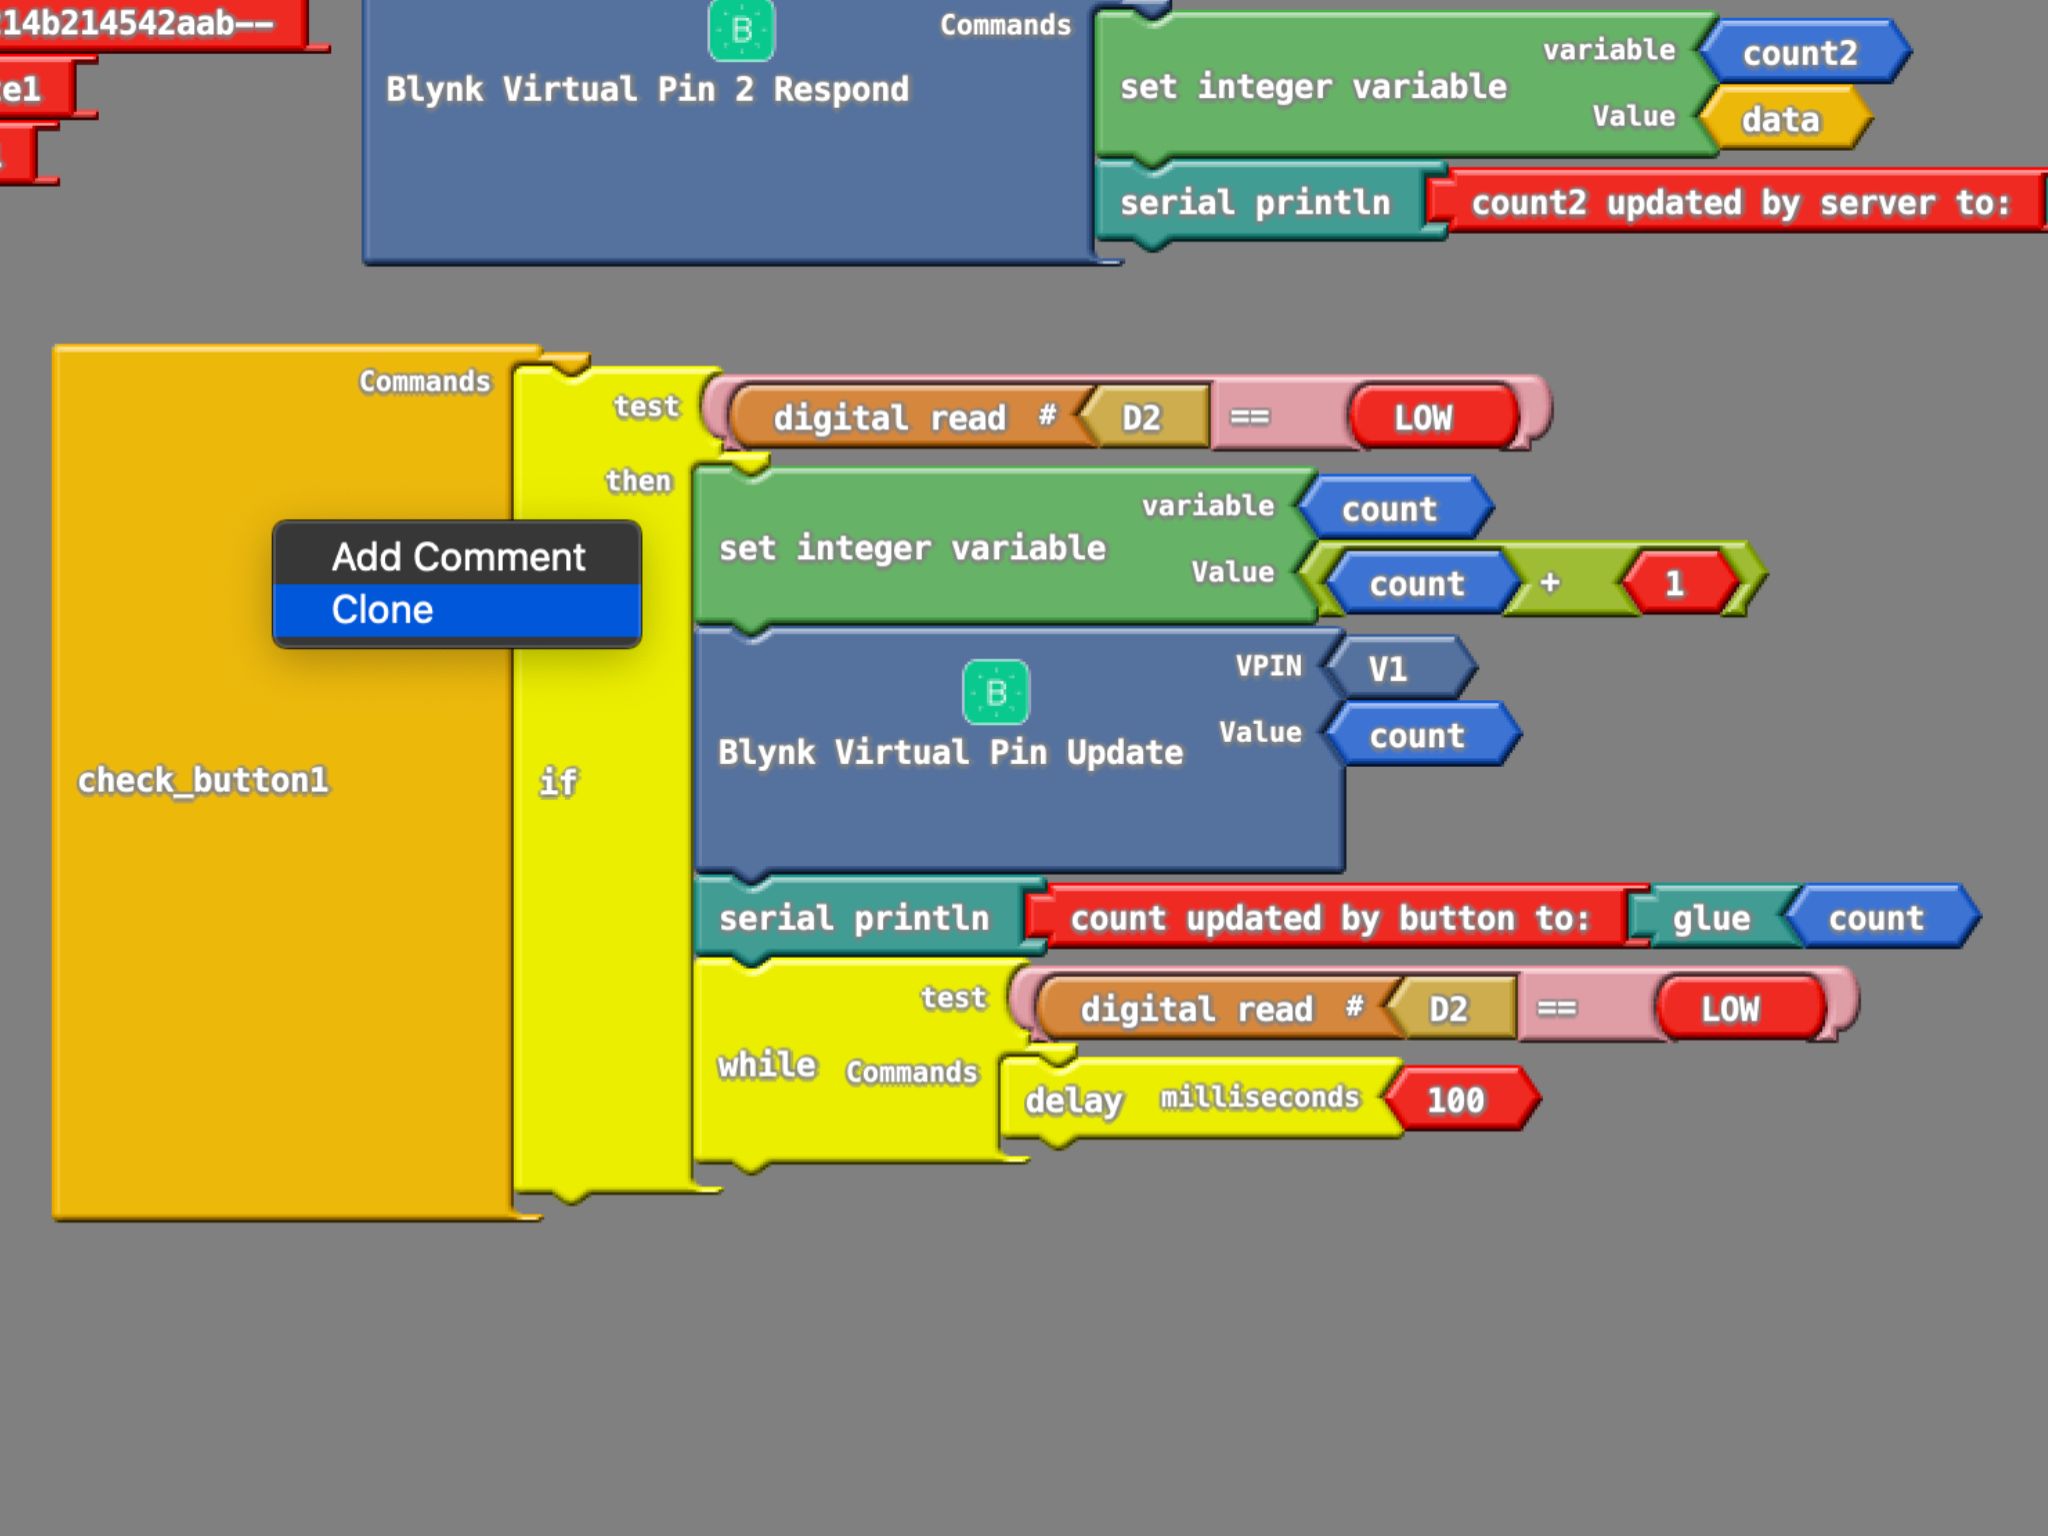 14b214542aab––
e1
B
Commands
Blynk Virtual Pin 2 Respond
variable
count2
set integer variable
Value
data
serial println
count2 updated by server to:
Commands
test
digital read # D2 == LOW
then
variable
count
set integer variable
Value
count + 1
Add Comment
Clone
B
VPIN
V1
Blynk Virtual Pin Update
Value
count
check_button1
if
serial println
count updated by button to:
glue
count
test
digital read # D2 == LOW
while
Commands
delay
milliseconds
100